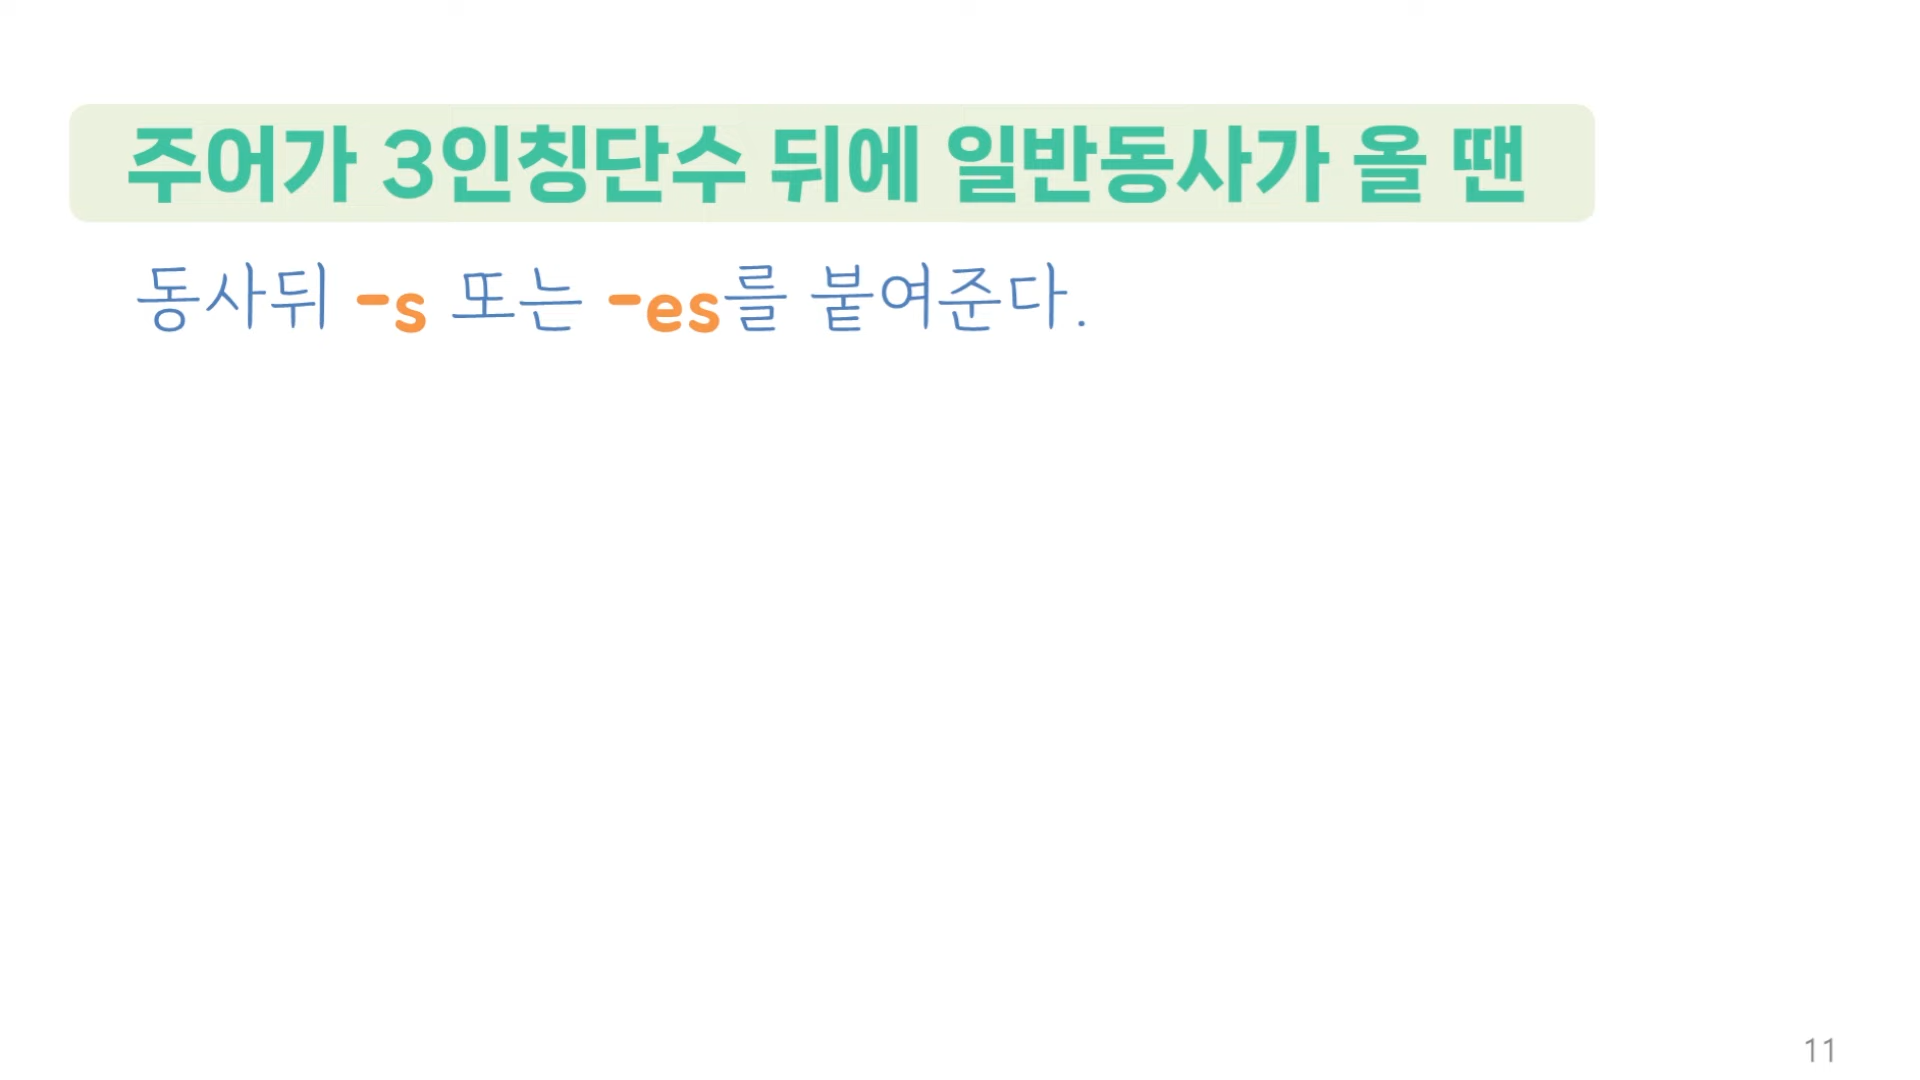 주어가 3인칭단수 뒤에 일반동사가 올 땐
동사뒤 -s 또는 -es를 붙여준다.
11